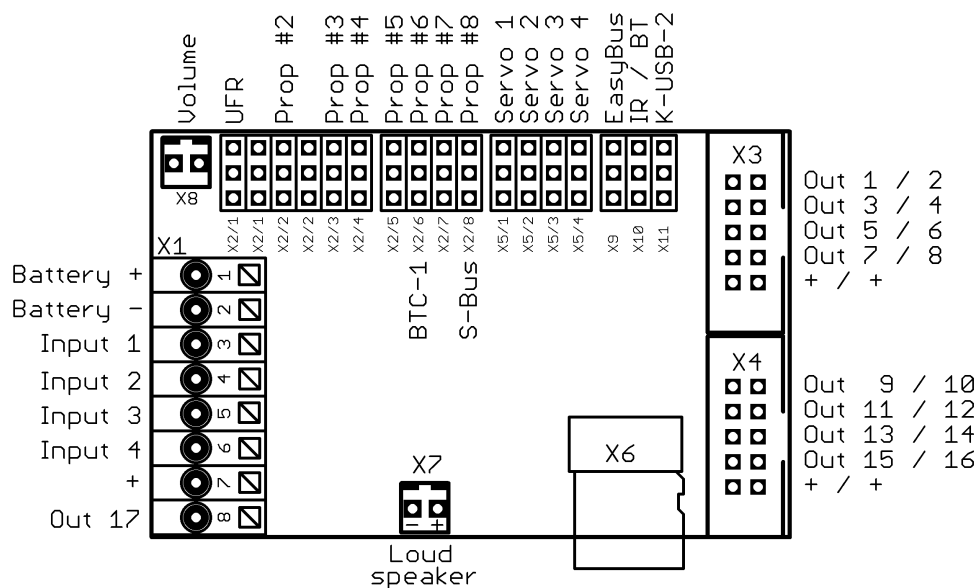 Volume
UFR
Prop #2
Prop #3
Prop #4
Prop #5
Prop #6
Prop #7
Prop #8
Servo 1
Servo 2
Servo 3
Servo 4
EasyBus
IR / BT
K-USB-2
X8
X2/1
X2/1
X2/2
X2/2
X2/3
X2/4
X2/5
X2/6
X2/7
X2/8
X5/1
X5/2
X5/3
X5/4
X9
X10
X11
BTC-1
S-Bus
X3
Out 1 / 2
Out 3 / 4
Out 5 / 6
Out 7 / 8
+ / +
X1
Battery + 1
Battery - 2
Input 1 3
Input 2 4
Input 3 5
Input 4 6
+ 7
Out 17 8
X4
Out 9 / 10
Out 11 / 12
Out 13 / 14
Out 15 / 16
+ / +
X6
X7
- +
Loud
speaker